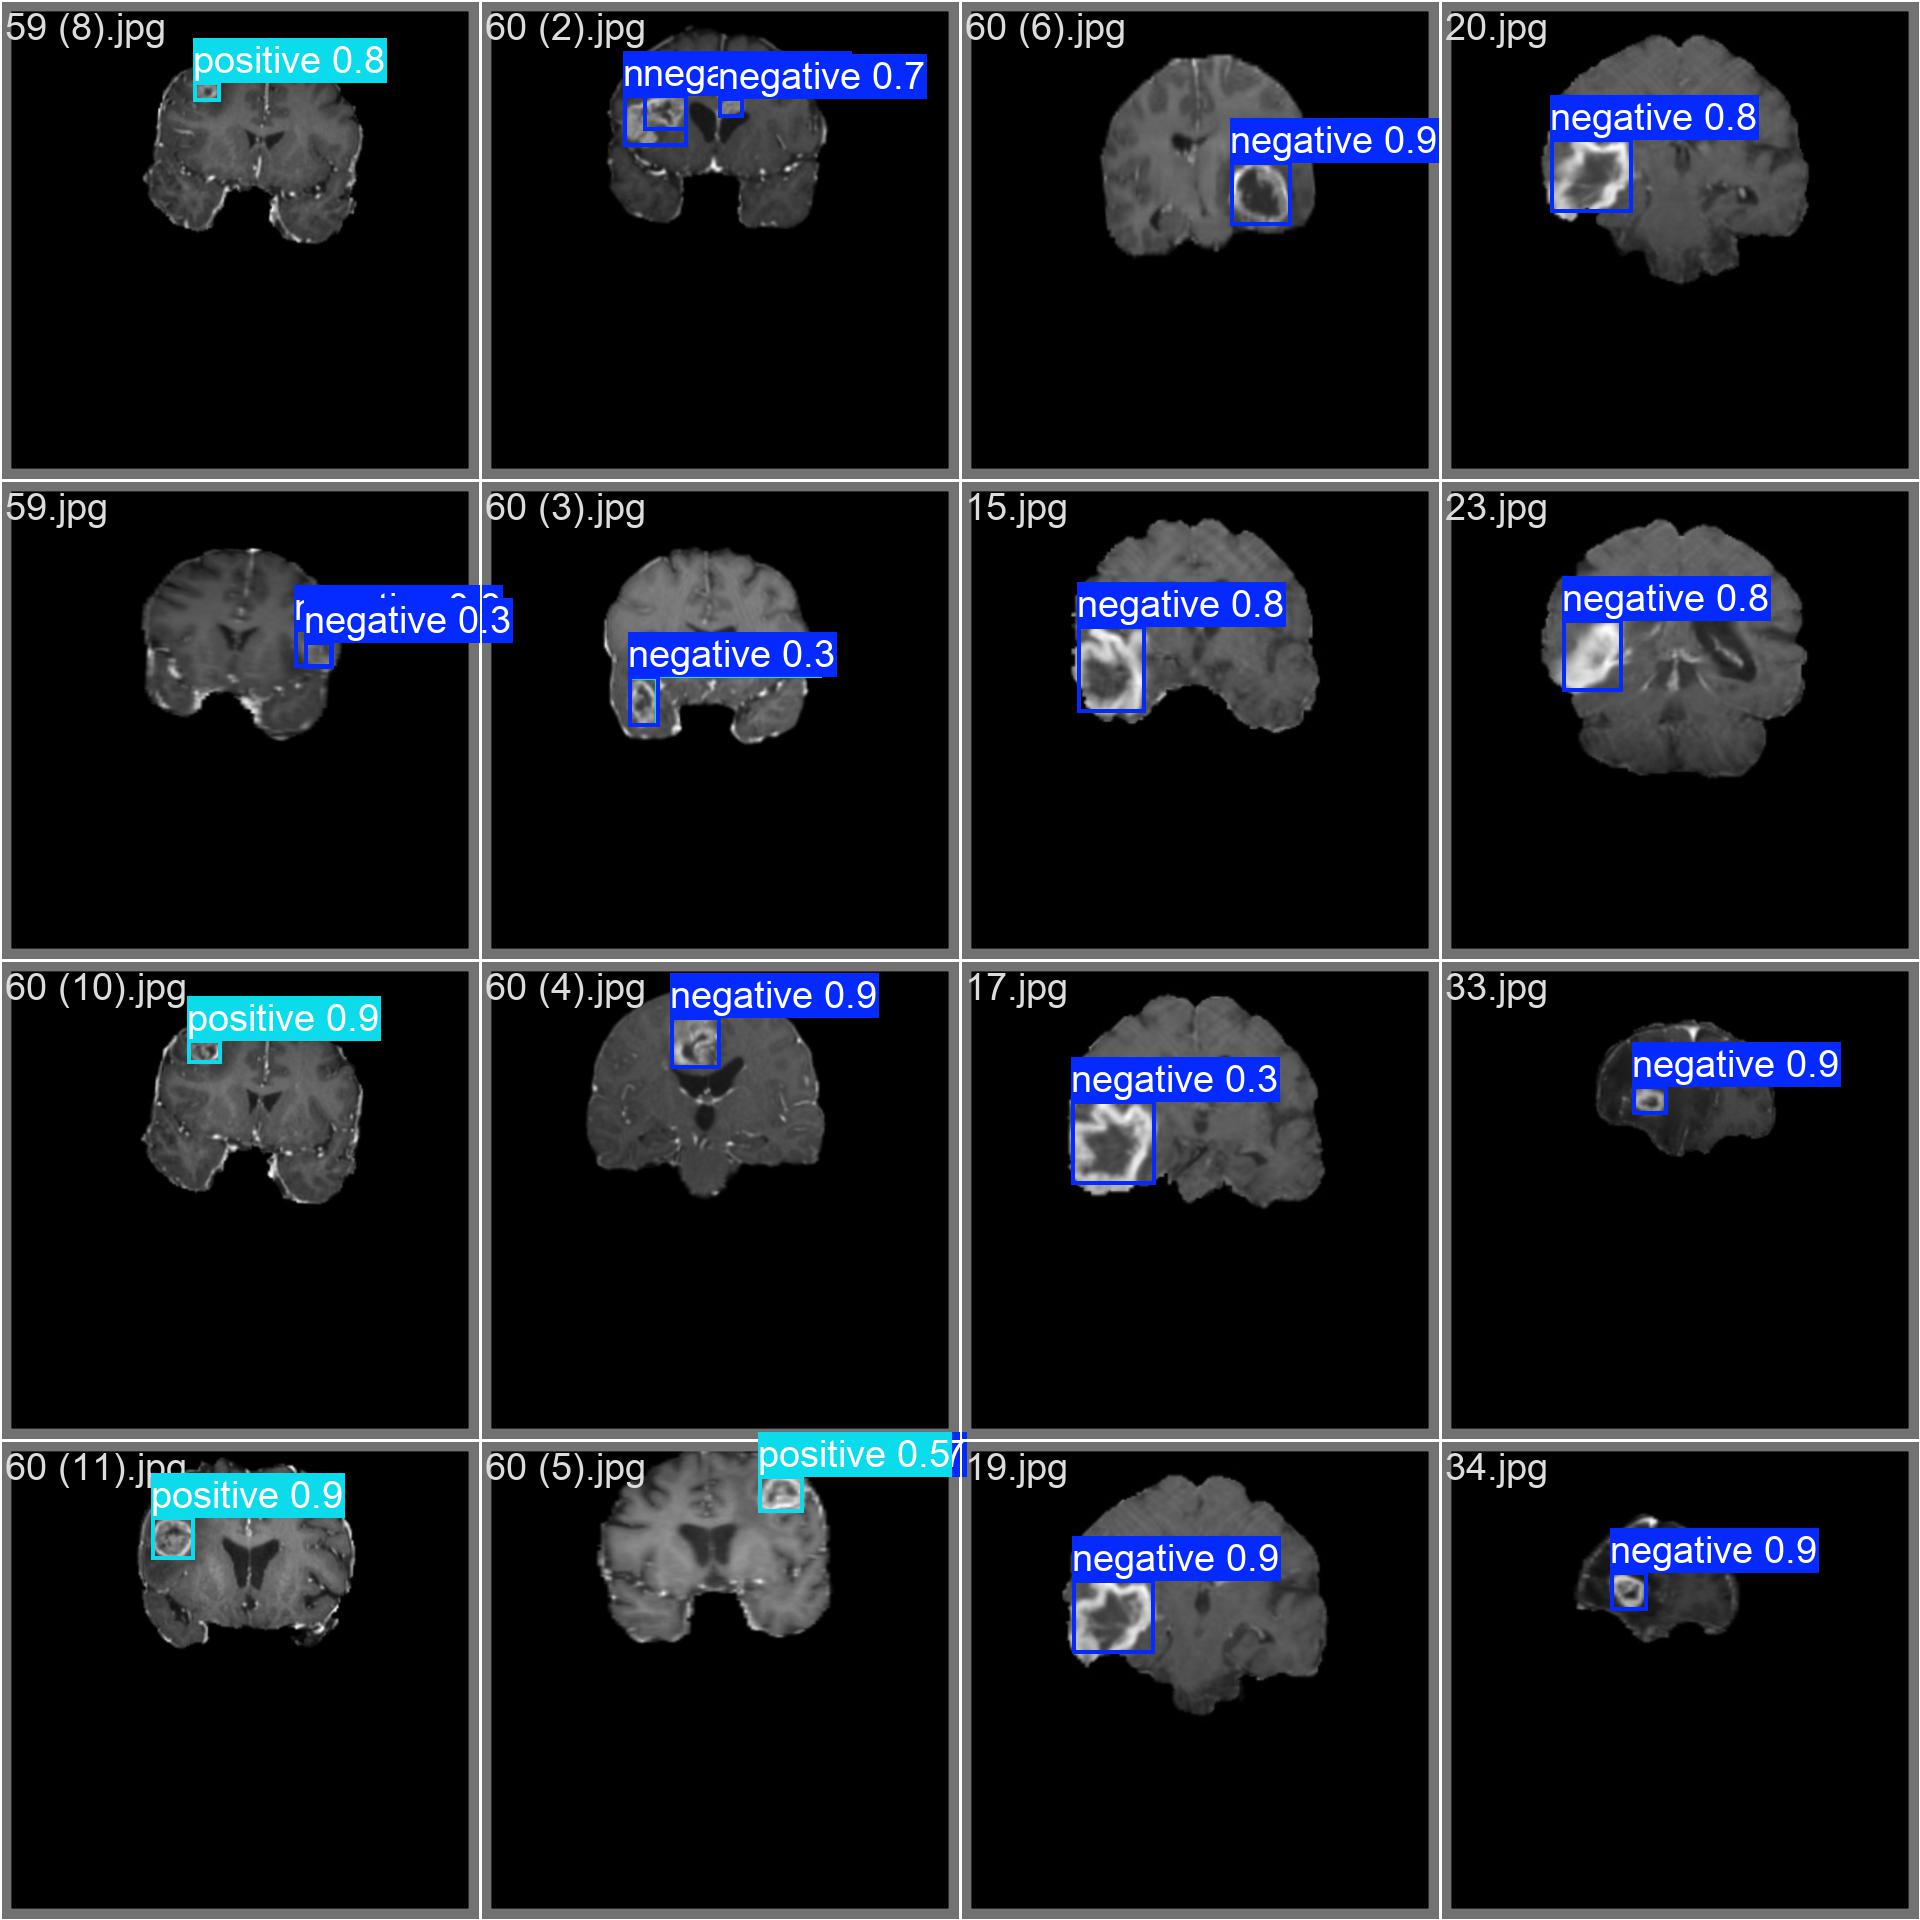 59 (8).jpg
positive 0.8
60 (2).jpg
negative 0.7
60 (6).jpg
negative 0.9
20.jpg
negative 0.8
59.jpg
negative 0.3
60 (3).jpg
negative 0.3
15.jpg
negative 0.8
23.jpg
negative 0.8
60 (10).jpg
positive 0.9
60 (4).jpg
negative 0.9
17.jpg
negative 0.3
33.jpg
negative 0.9
60 (11).jpg
positive 0.9
60 (5).jpg
positive 0.5
19.jpg
negative 0.9
34.jpg
negative 0.9